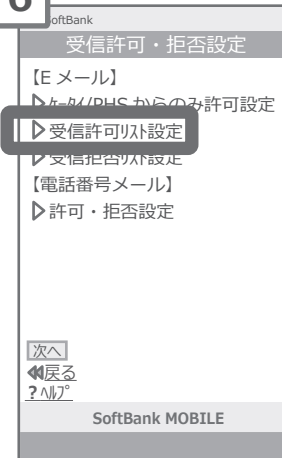 6
SoftBank
受信許可・拒否設定
【Eメール】
▷ｹｰﾀｲ/PHSからのみ許可設定
▷受信許可ﾘｽﾄ設定
▷受信拒否ﾘｽﾄ設定
【電話番号メール】
▷許可・拒否設定
次へ
戻る
?ﾍﾙﾌﾟ
SoftBank MOBILE